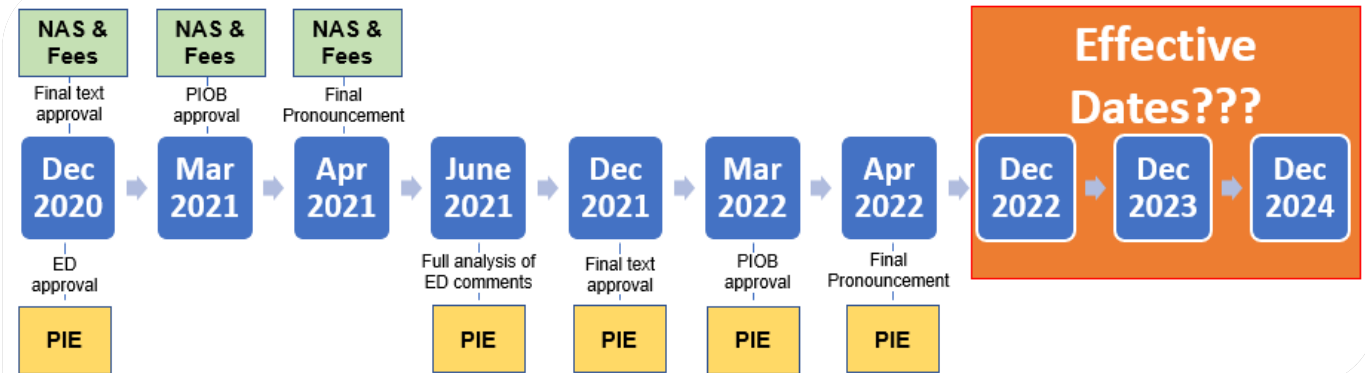 NAS &
Fees
NAS &
Fees
NAS &
Fees
Effective
Dates???
Final text
approval
PIOB
approval
Final
Pronouncement
Dec
2020
Mar
2021
Apr
2021
June
2021
Dec
2021
Mar
2022
Apr
2022
Dec
2022
Dec
2023
Dec
2024
ED
approval
Full analysis of
ED comments
Final text
approval
PIOB
approval
Final
Pronouncement
PIE
PIE
PIE
PIE
PIE